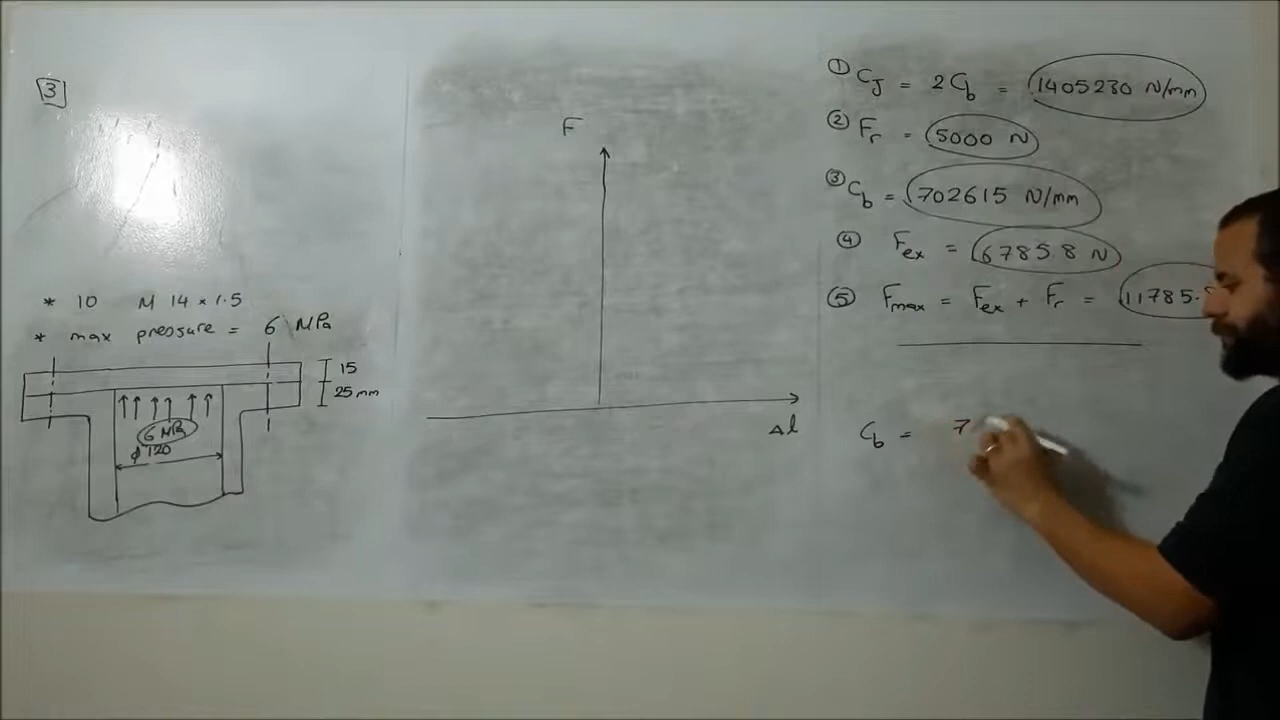 3
* 10 M 14 × 1.5
* max pressure = 6 MPa
15
25 mm
6 MPa
ϕ 120
F
Δl
① CJ = 2Cb = 1405230 N/mm
② Fr = 5000 N
③ Cb = 702615 N/mm
④ Fex = 6785.8 N
⑤ Fmax = Fex + Fr = 11785.
Cb = 7